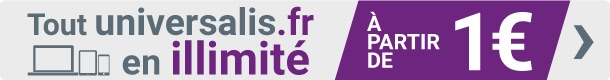 Tout universalis.fr
en illimité
À
PARTIR
DE
1€